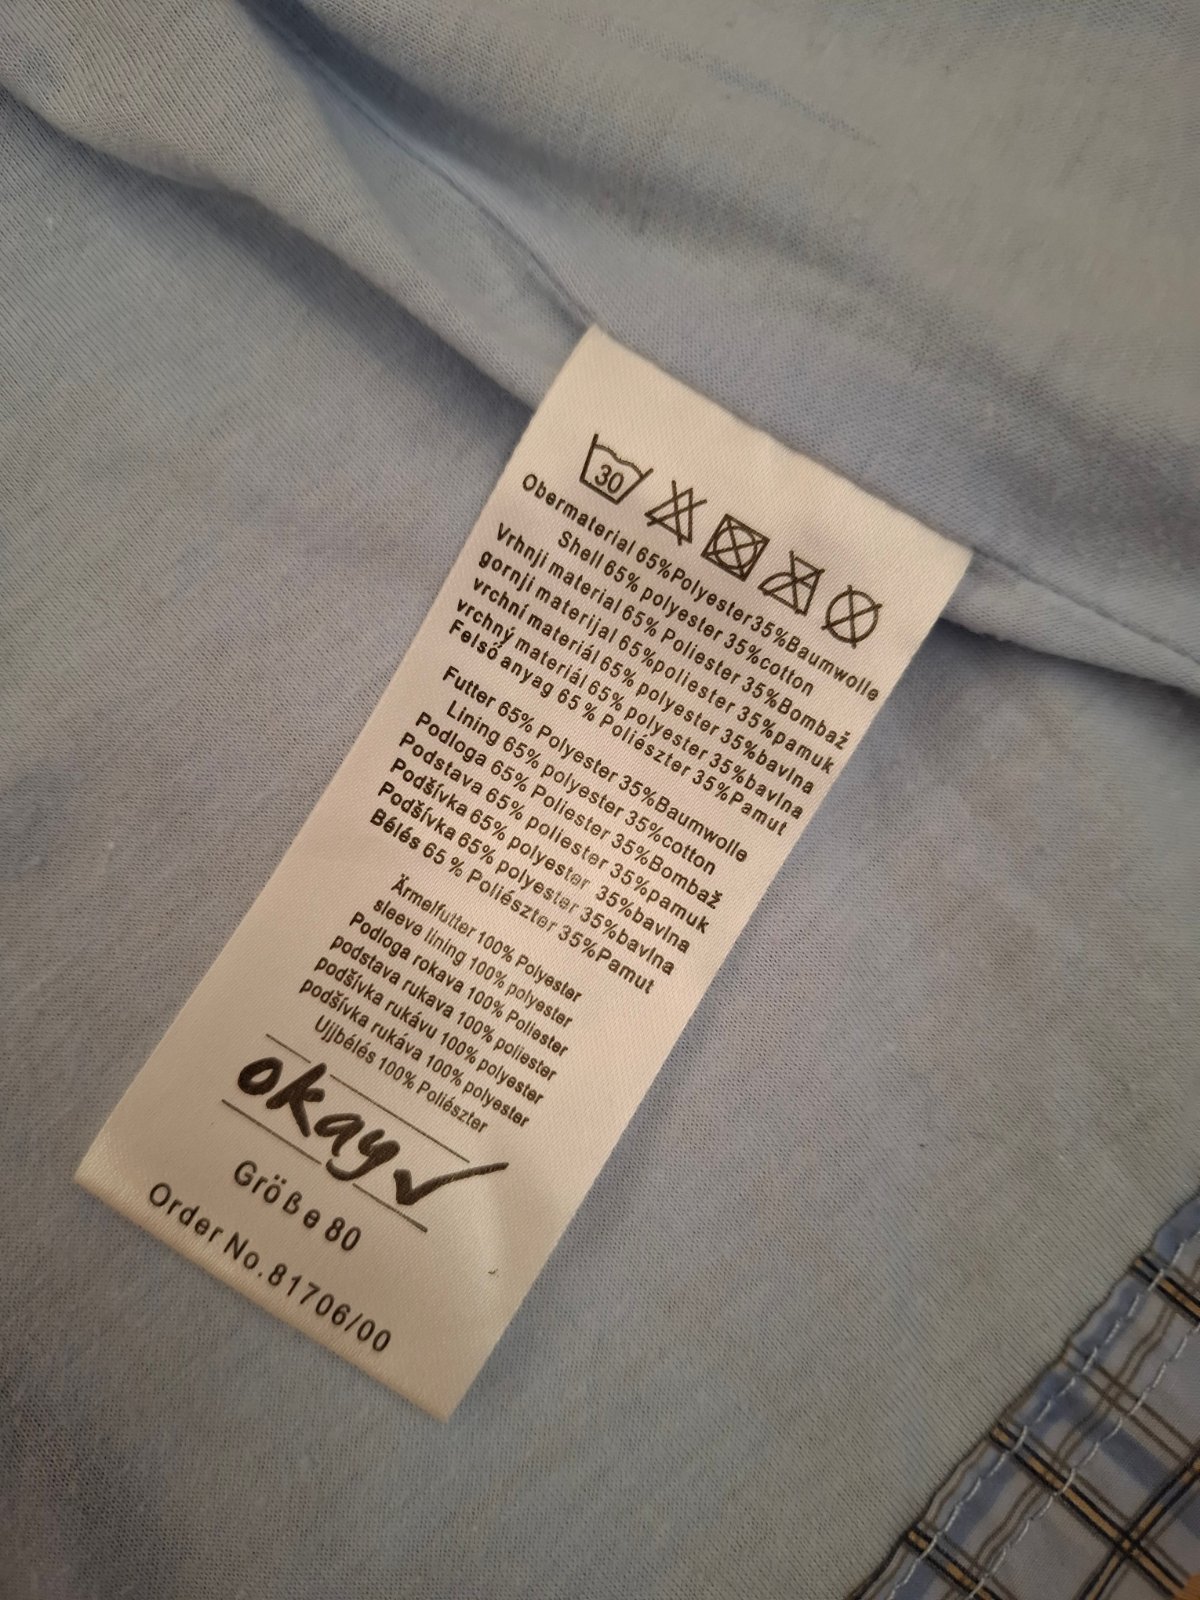 30
Obermaterial 65%Polyester35%Baumwolle
Shell 65% polyester 35%cotton
Vrhnji material 65% Poliester 35%Bombaž
gornji materijal 65%poliester 35%pamuk
vrchní materiál 65% polyester 35%bavlna
vrchný materiál 65% polyester 35%bavlna
Felső anyag 65 % Poliészter 35%Pamut
Futter 65% Polyester 35%Baumwolle
Lining 65% polyester 35%cotton
Podloga 65% Poliester 35%Bombaž
Podstava 65% poliester 35%pamuk
Podšívka 65% polyester 35%bavlna
Podšívka 65% polyester 35%bavlna
Bélés 65 % Poliészter 35%Pamut
Ärmelfutter 100% Polyester
sleeve lining 100% polyester
Podloga rokava 100% Poliester
podstava rukava 100% poliester
podšívka rukávu 100% polyester
podšívka rukáva 100% polyester
Ujjbélés 100% Poliészter
okay
Größe 80
Order No.81706/00